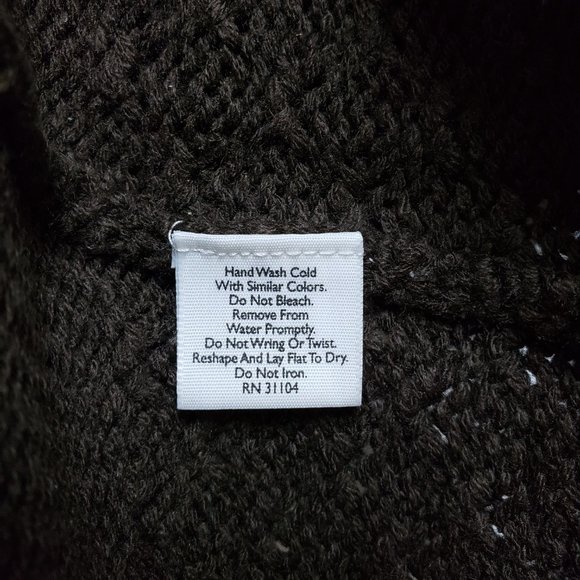 Hand Wash Cold
With Similar Colors.
Do Not Bleach.
Remove From
Water Promptly.
Do Not Wring Or Twist.
Reshape And Lay Flat To Dry.
Do Not Iron.
RN 31104